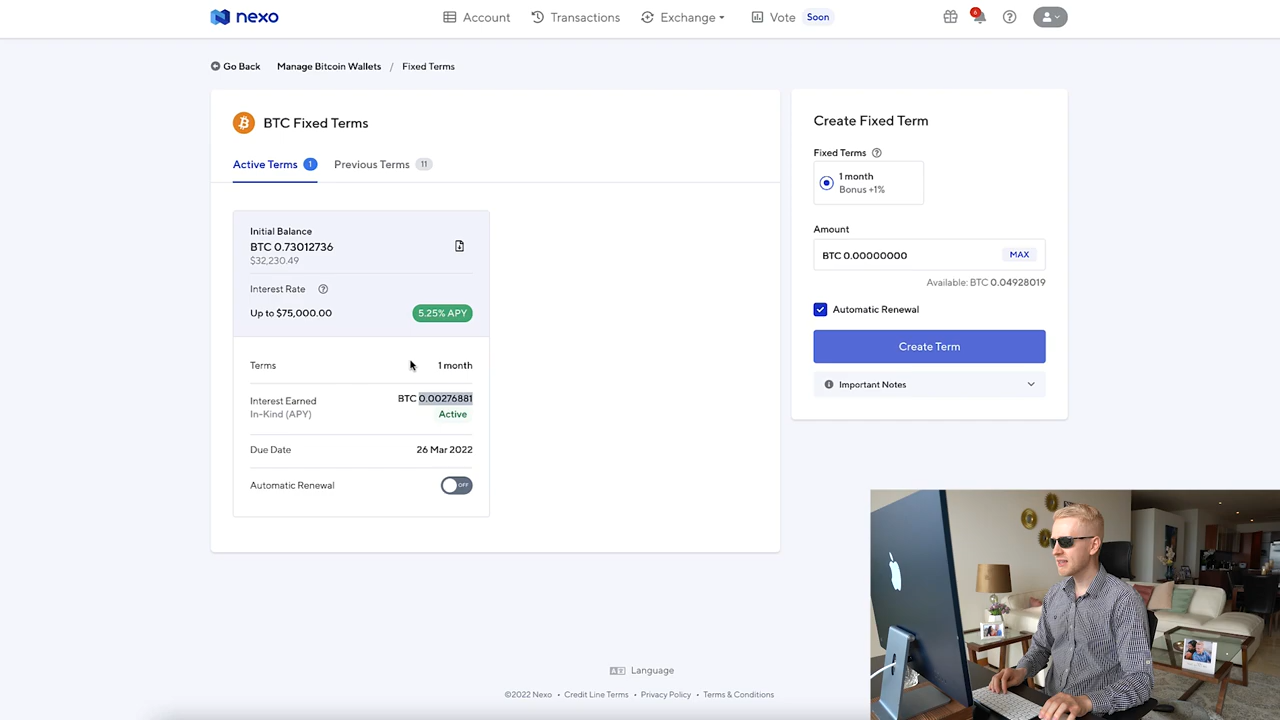 nexo
Account
Transactions
Exchange
Vote
Soon
6
Go Back
Manage Bitcoin Wallets / Fixed Terms
BTC Fixed Terms
Active Terms 1
Previous Terms 11
Initial Balance
BTC 0.73012736
$32,230.49
Interest Rate
Up to $75,000.00
5.25% APY
Terms
1 month
Interest Earned
BTC 0.00276881
In-Kind (APY)
Active
Due Date
26 Mar 2022
Automatic Renewal
OFF
Create Fixed Term
Fixed Terms
1 month
Bonus +1%
Amount
BTC 0.00000000
MAX
Available: BTC 0.04928019
Automatic Renewal
Create Term
Important Notes
Language
©2022 Nexo • Credit Line Terms • Privacy Policy • Terms & Conditions